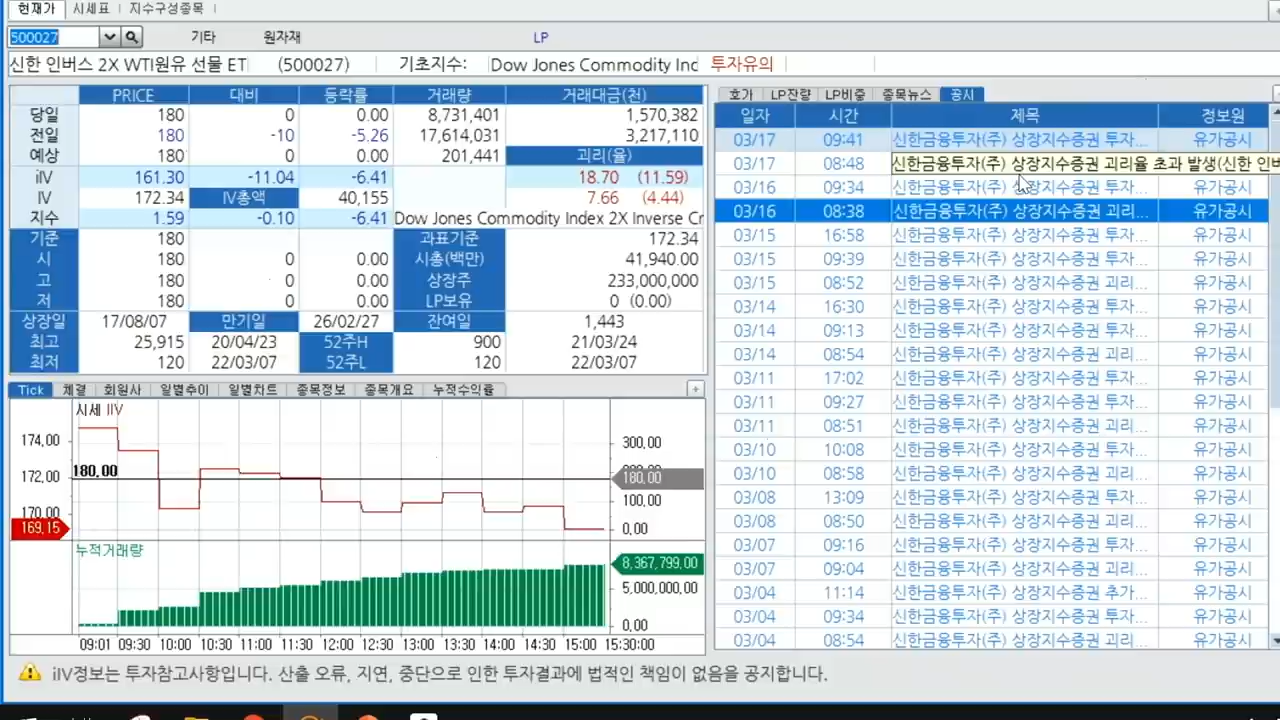 현재가 시세표 지수구성종목
500027 기타 원자재 LP
신한 인버스 2X WTI원유 선물 ET (500027) 기초지수: Dow Jones Commodity Ind 투자유의
PRICE 대비 등락률 거래량 거래대금(천)
당일 180 0 0.00 8,731,401 1,570,382
전일 180 -10 -5.26 17,614,031 3,217,110
예상 180 0 0.00 201,441 괴리(율)
iIV 161.30 -11.04 -6.41 18.70 (11.59)
IV 172.34 IV총액 40,155 7.66 (4.44)
지수 1.59 -0.10 -6.41 Dow Jones Commodity Index 2X Inverse Cr
기준 180 과표기준 172.34
시 180 0 0.00 시총(백만) 41,940.00
고 180 0 0.00 상장주 233,000,000
저 180 0 0.00 LP보유 0 (0.00)
상장일 17/08/07 만기일 26/02/27 잔여일 1,443
최고 25,915 20/04/23 52주H 900 21/03/24
최저 120 22/03/07 52주L 120 22/03/07
Tick 체결 회원사 일별추이 일별차트 종목정보 종목개요 누적수익률
시세 IIV
174,00 300,00
180.00
172,00 180,00
100,00
170,00
169,15 0,00
누적거래량
8,367,799,00
5,000,000,00
0,00
09:01 09:30 10:00 10:3 11:00 11:30 12:00 12:30 13:00 13:30 14:00 14:30 15:00 15:30:00
호가 LP잔량 LP비중 종목뉴스 공시
일자 시간 제목 정보원
03/17 09:41 신한금융투자(주) 상장지수증권 투자... 유가공시
03/17 08:48 신한금융투자(주) 상장지수증권 괴리율 초과 발생(신한 인버
03/16 09:34 신한금융투자(주) 상장지수증권 투자... 유가공시
03/16 08:38 신한금융투자(주) 상장지수증권 괴리... 유가공시
03/15 16:58 신한금융투자(주) 상장지수증권 투자... 유가공시
03/15 09:39 신한금융투자(주) 상장지수증권 투자... 유가공시
03/15 08:52 신한금융투자(주) 상장지수증권 괴리... 유가공시
03/14 16:30 신한금융투자(주) 상장지수증권 투자... 유가공시
03/14 09:13 신한금융투자(주) 상장지수증권 투자... 유가공시
03/14 08:54 신한금융투자(주) 상장지수증권 괴리... 유가공시
03/11 17:02 신한금융투자(주) 상장지수증권 투자... 유가공시
03/11 09:27 신한금융투자(주) 상장지수증권 투자... 유가공시
03/11 08:51 신한금융투자(주) 상장지수증권 괴리... 유가공시
03/10 10:08 신한금융투자(주) 상장지수증권 투자... 유가공시
03/10 08:58 신한금융투자(주) 상장지수증권 괴리... 유가공시
03/08 13:09 신한금융투자(주) 상장지수증권 투자... 유가공시
03/08 08:50 신한금융투자(주) 상장지수증권 괴리... 유가공시
03/07 09:16 신한금융투자(주) 상장지수증권 투자... 유가공시
03/07 09:04 신한금융투자(주) 상장지수증권 괴리... 유가공시
03/04 11:14 신한금융투자(주) 상장지수증권 추가... 유가공시
03/04 09:34 신한금융투자(주) 상장지수증권 투자... 유가공시
03/04 08:54 신한금융투자(주) 상장지수증권 괴리... 유가공시
iIV정보는 투자참고사항입니다. 산출 오류, 지연, 중단으로 인한 투자결과에 법적인 책임이 없음을 공지합니다.